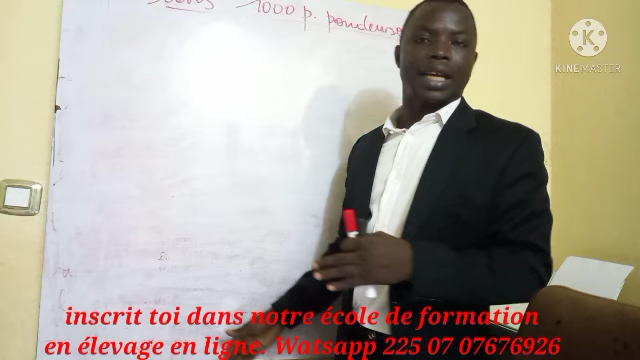 1000 p. pondeuse
KINEMASTER
inscrit toi dans notre école de formation
en élevage en ligne. Watsapp 225 07 07676926